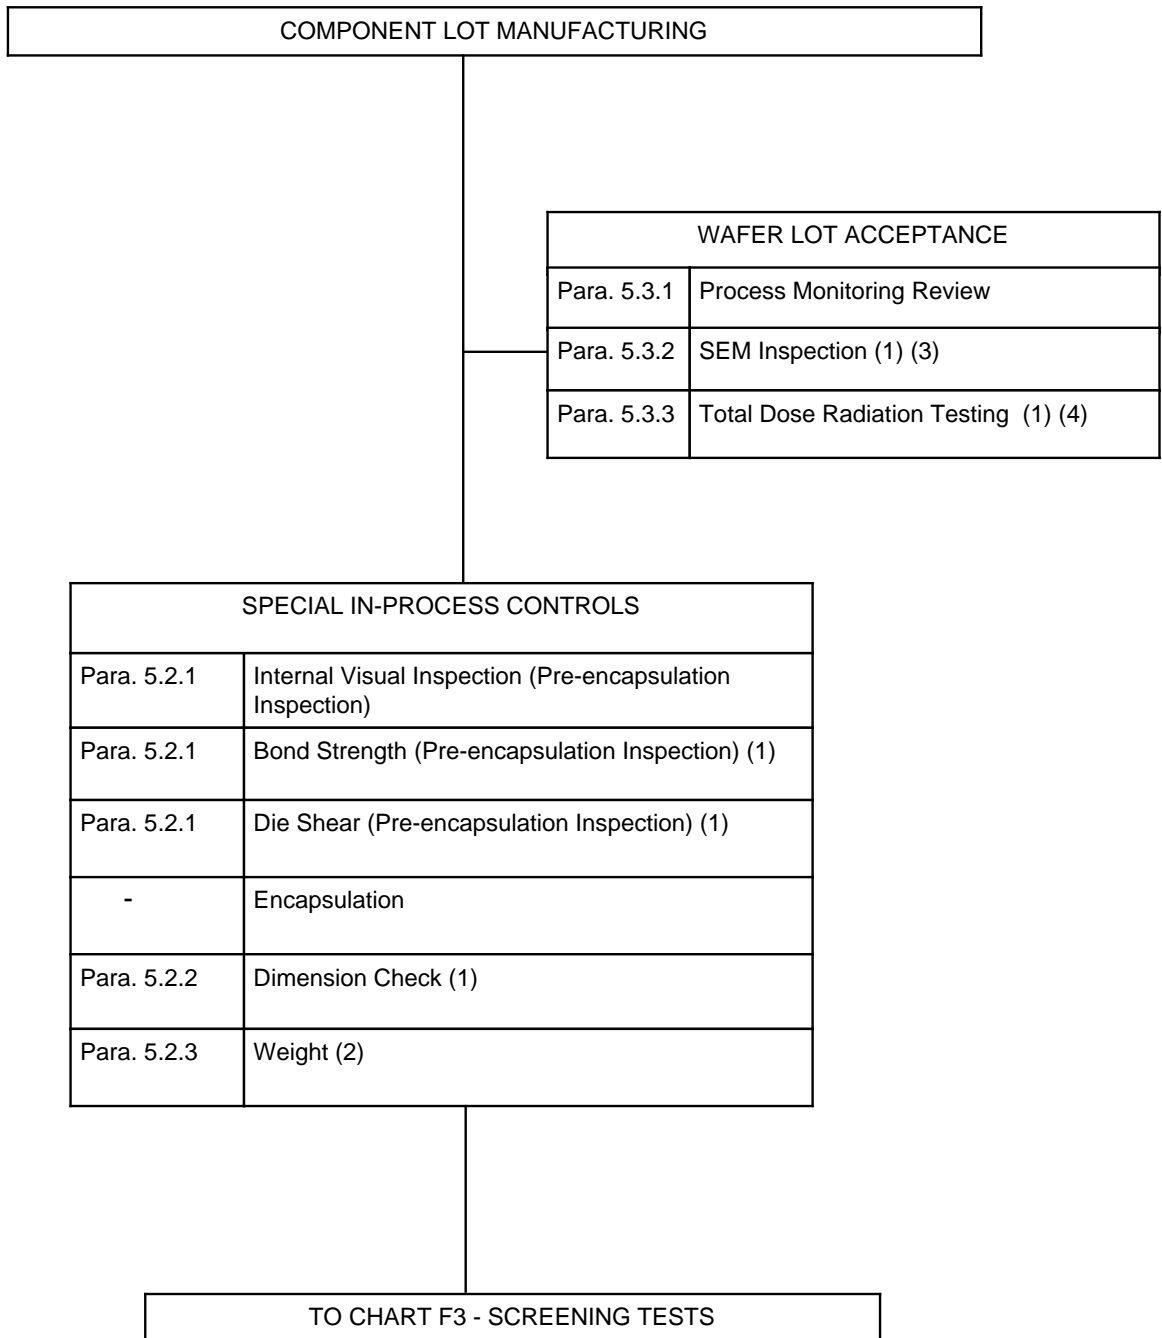 COMPONENT LOT MANUFACTURING
WAFER LOT ACCEPTANCE
Para. 5.3.1 Process Monitoring Review
Para. 5.3.2 SEM Inspection (1) (3)
Para. 5.3.3 Total Dose Radiation Testing (1) (4)
SPECIAL IN-PROCESS CONTROLS
Para. 5.2.1 Internal Visual Inspection (Pre-encapsulation
Inspection)
Para. 5.2.1 Bond Strength (Pre-encapsulation Inspection) (1)
Para. 5.2.1 Die Shear (Pre-encapsulation Inspection) (1)
- Encapsulation
Para. 5.2.2 Dimension Check (1)
Para. 5.2.3 Weight (2)
TO CHART F3 - SCREENING TESTS